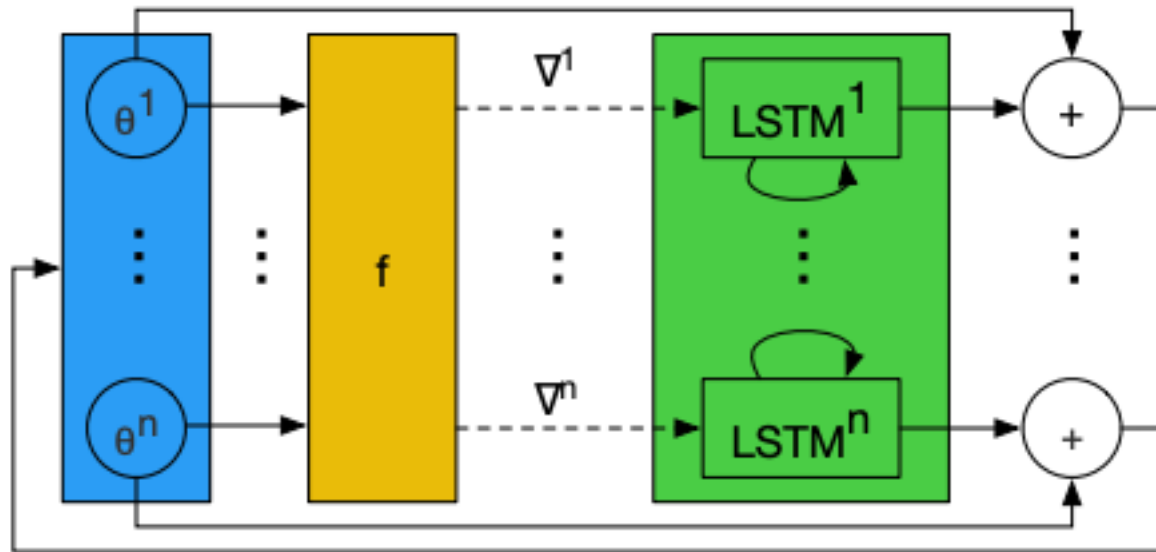 θ¹ ∇¹ LSTM¹ +
⋮ ⋮ f ⋮ ⋮ ⋮
θⁿ ∇ⁿ LSTMⁿ +